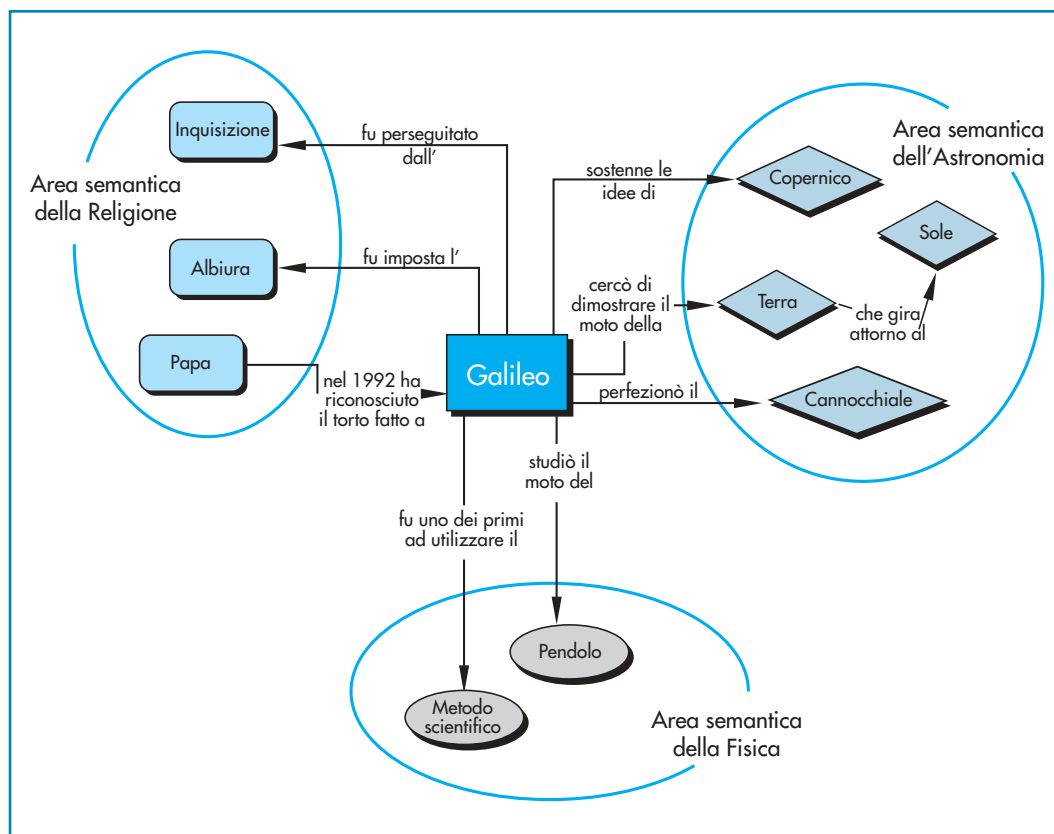 Area semantica
della Religione
Inquisizione
fu perseguitato
dall'
Albiura
fu imposta l'
Papa
nel 1992 ha
riconosciuto
il torto fatto a
Galileo
sostenne le
idee di
Copernico
Area semantica
dell'Astronomia
Sole
cercò di
dimostrare il
moto della
Terra
che gira
attorno al
perfezionò il
Cannocchiale
studiò il
moto del
fu uno dei primi
ad utilizzare il
Pendolo
Metodo
scientifico
Area semantica
della Fisica